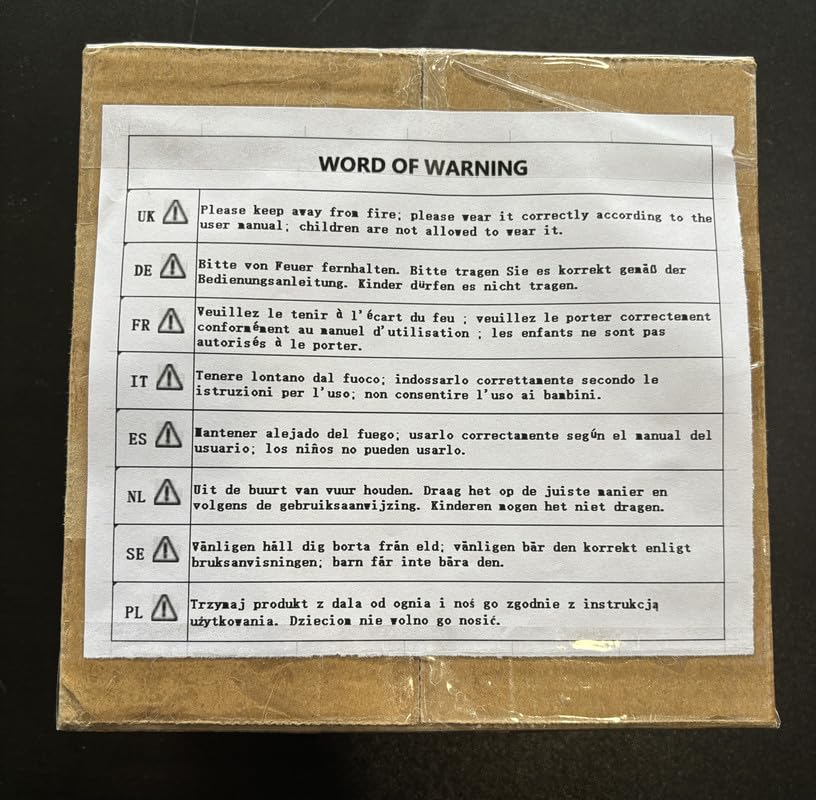 WORD OF WARNING
UK Please keep away from fire; please wear it correctly according to the
user manual; children are not allowed to wear it.
DE Bitte von Feuer fernhalten. Bitte tragen Sie es korrekt gemäß der
Bedienungsanleitung. Kinder dürfen es nicht tragen.
FR Veuillez le tenir à l'écart du feu ; veuillez le porter correctement
conformément au manuel d'utilisation ; les enfants ne sont pas
autorisés à le porter.
IT Tenere lontano dal fuoco; indossarlo correttamente secondo le
istruzioni per l'uso; non consentire l'uso ai bambini.
ES Mantener alejado del fuego; usarlo correctamente según el manual del
usuario; los niños no pueden usarlo.
NL Uit de buurt van vuur houden. Draag het op de juiste manier en
volgens de gebruiksaanwijzing. Kinderen mogen het niet dragen.
SE Vänligen håll dig borta från eld; vänligen bär den korrekt enligt
bruksanvisningen; barn får inte bära den.
PL Trzymaj produkt z dala od ognia i noś go zgodnie z instrukcją
użytkowania. Dzieciom nie wolno go nosić.